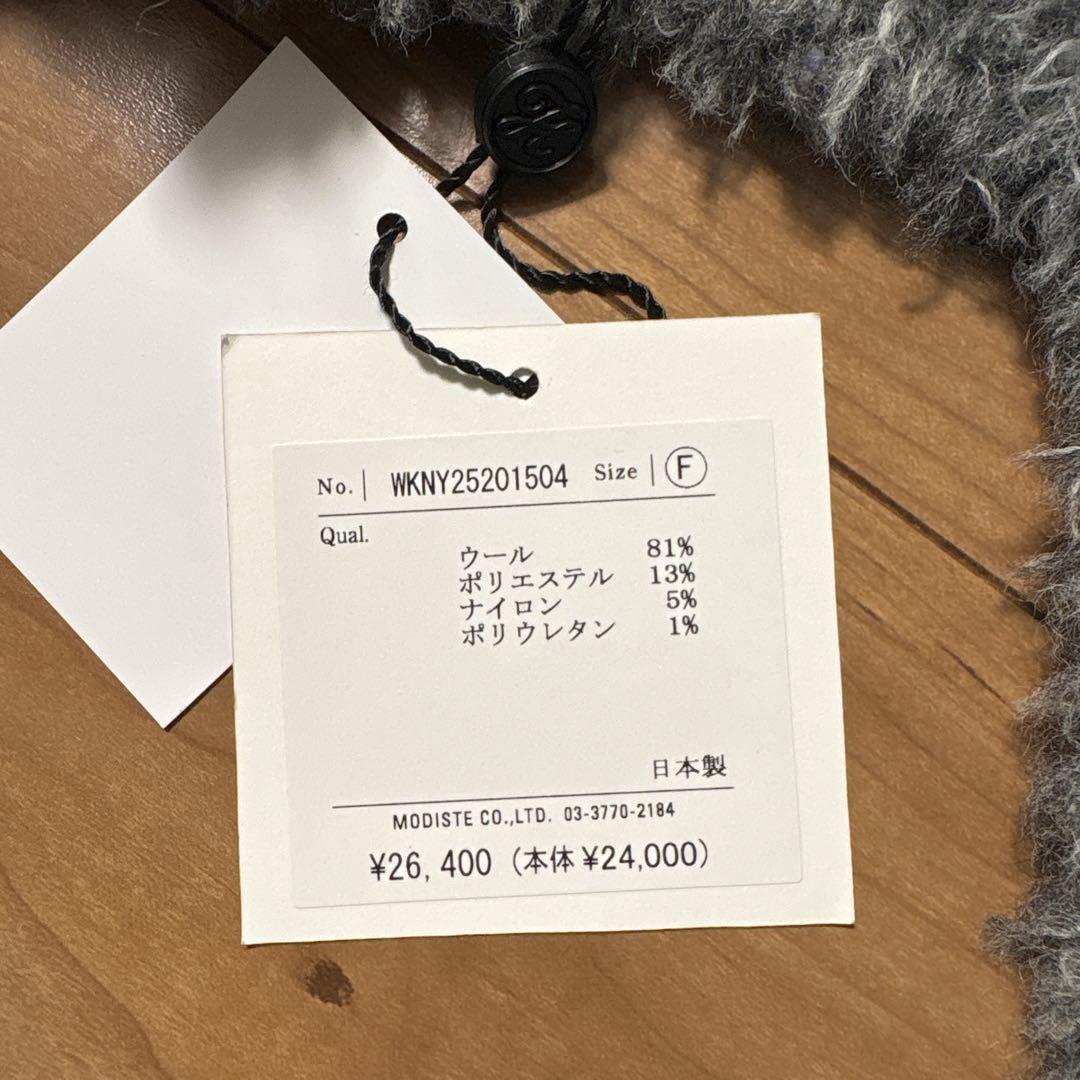 No. WKNY25201504 Size F
Qual.
ウール 81%
ポリエステル 13%
ナイロン 5%
ポリウレタン 1%
日本製
MODISTE CO.,LTD. 03-3770-2184
¥26,400（本体¥24,000）